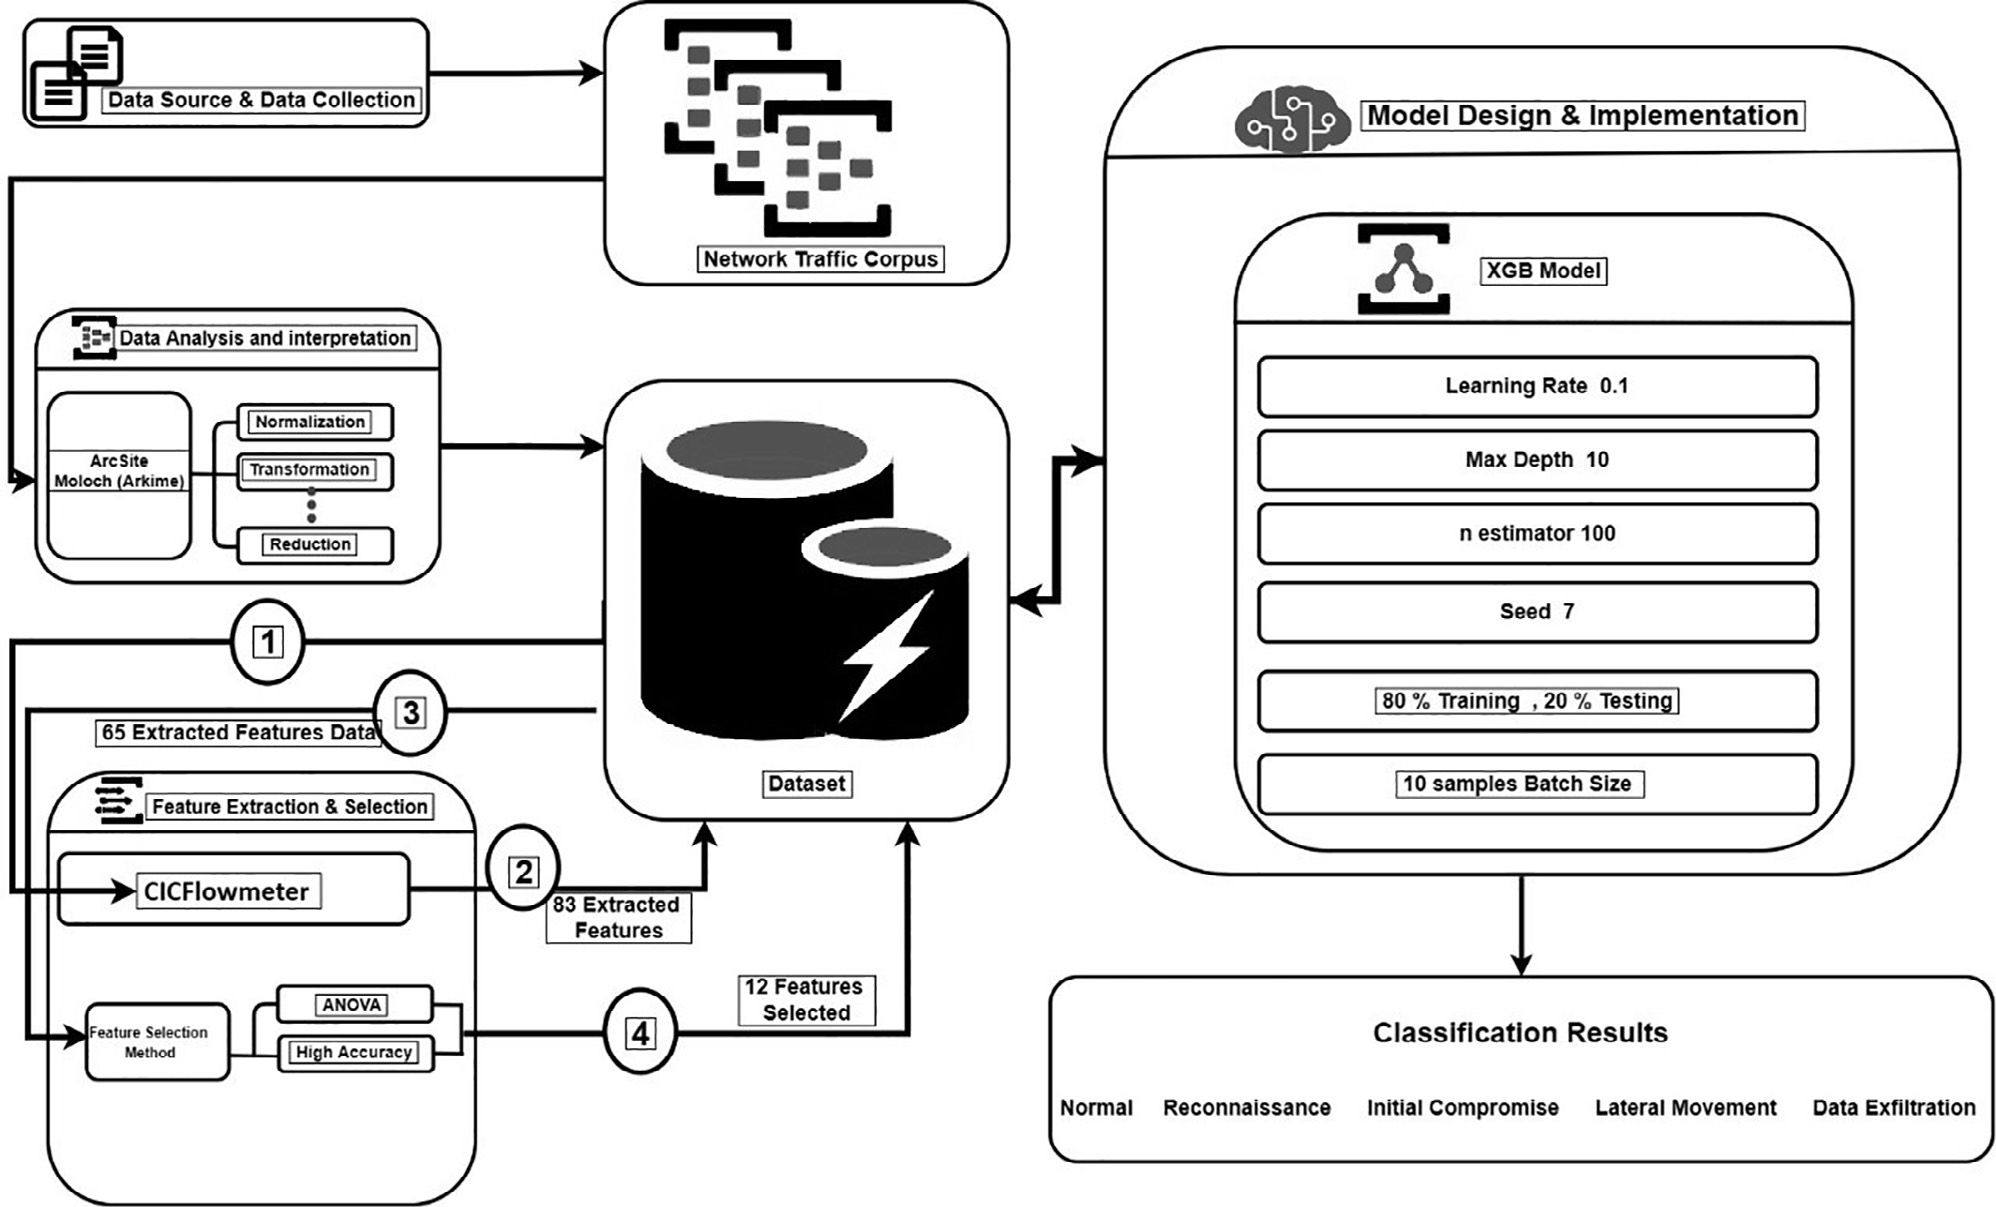 Data Source & Data Collection
Network Traffic Corpus
Data Analysis and interpretation
ArcSite
Moloch (Arkime)
Normalization
Transformation
Reduction
1
3
65 Extracted Features Data
Dataset
Feature Extraction & Selection
CICFlowmeter
2
83 Extracted
Features
Feature Selection
Method
ANOVA
High Accuracy
4
12 Features
Selected
Model Design & Implementation
XGB Model
Learning Rate 0.1
Max Depth 10
n estimator 100
Seed 7
80 % Training , 20 % Testing
10 samples Batch Size
Classification Results
Normal Reconnaissance Initial Compromise Lateral Movement Data Exfiltration